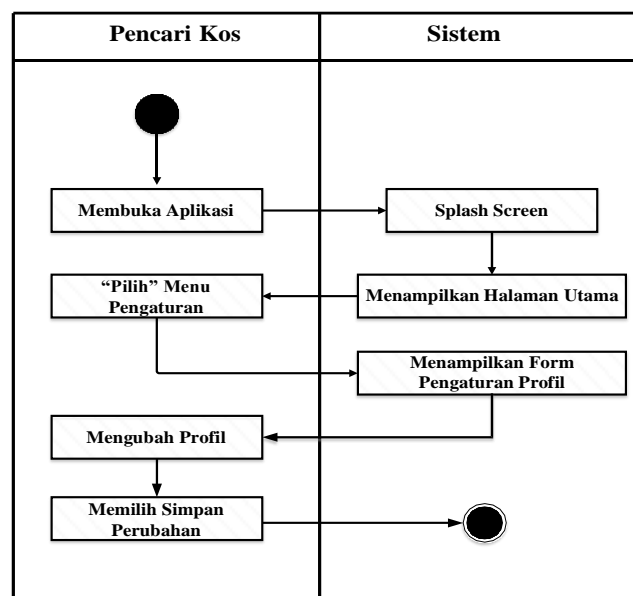 Pencari Kos
Sistem
Membuka Aplikasi
Splash Screen
Menampilkan Halaman Utama
“Pilih” Menu
Pengaturan
Menampilkan Form
Pengaturan Profil
Mengubah Profil
Memilih Simpan
Perubahan